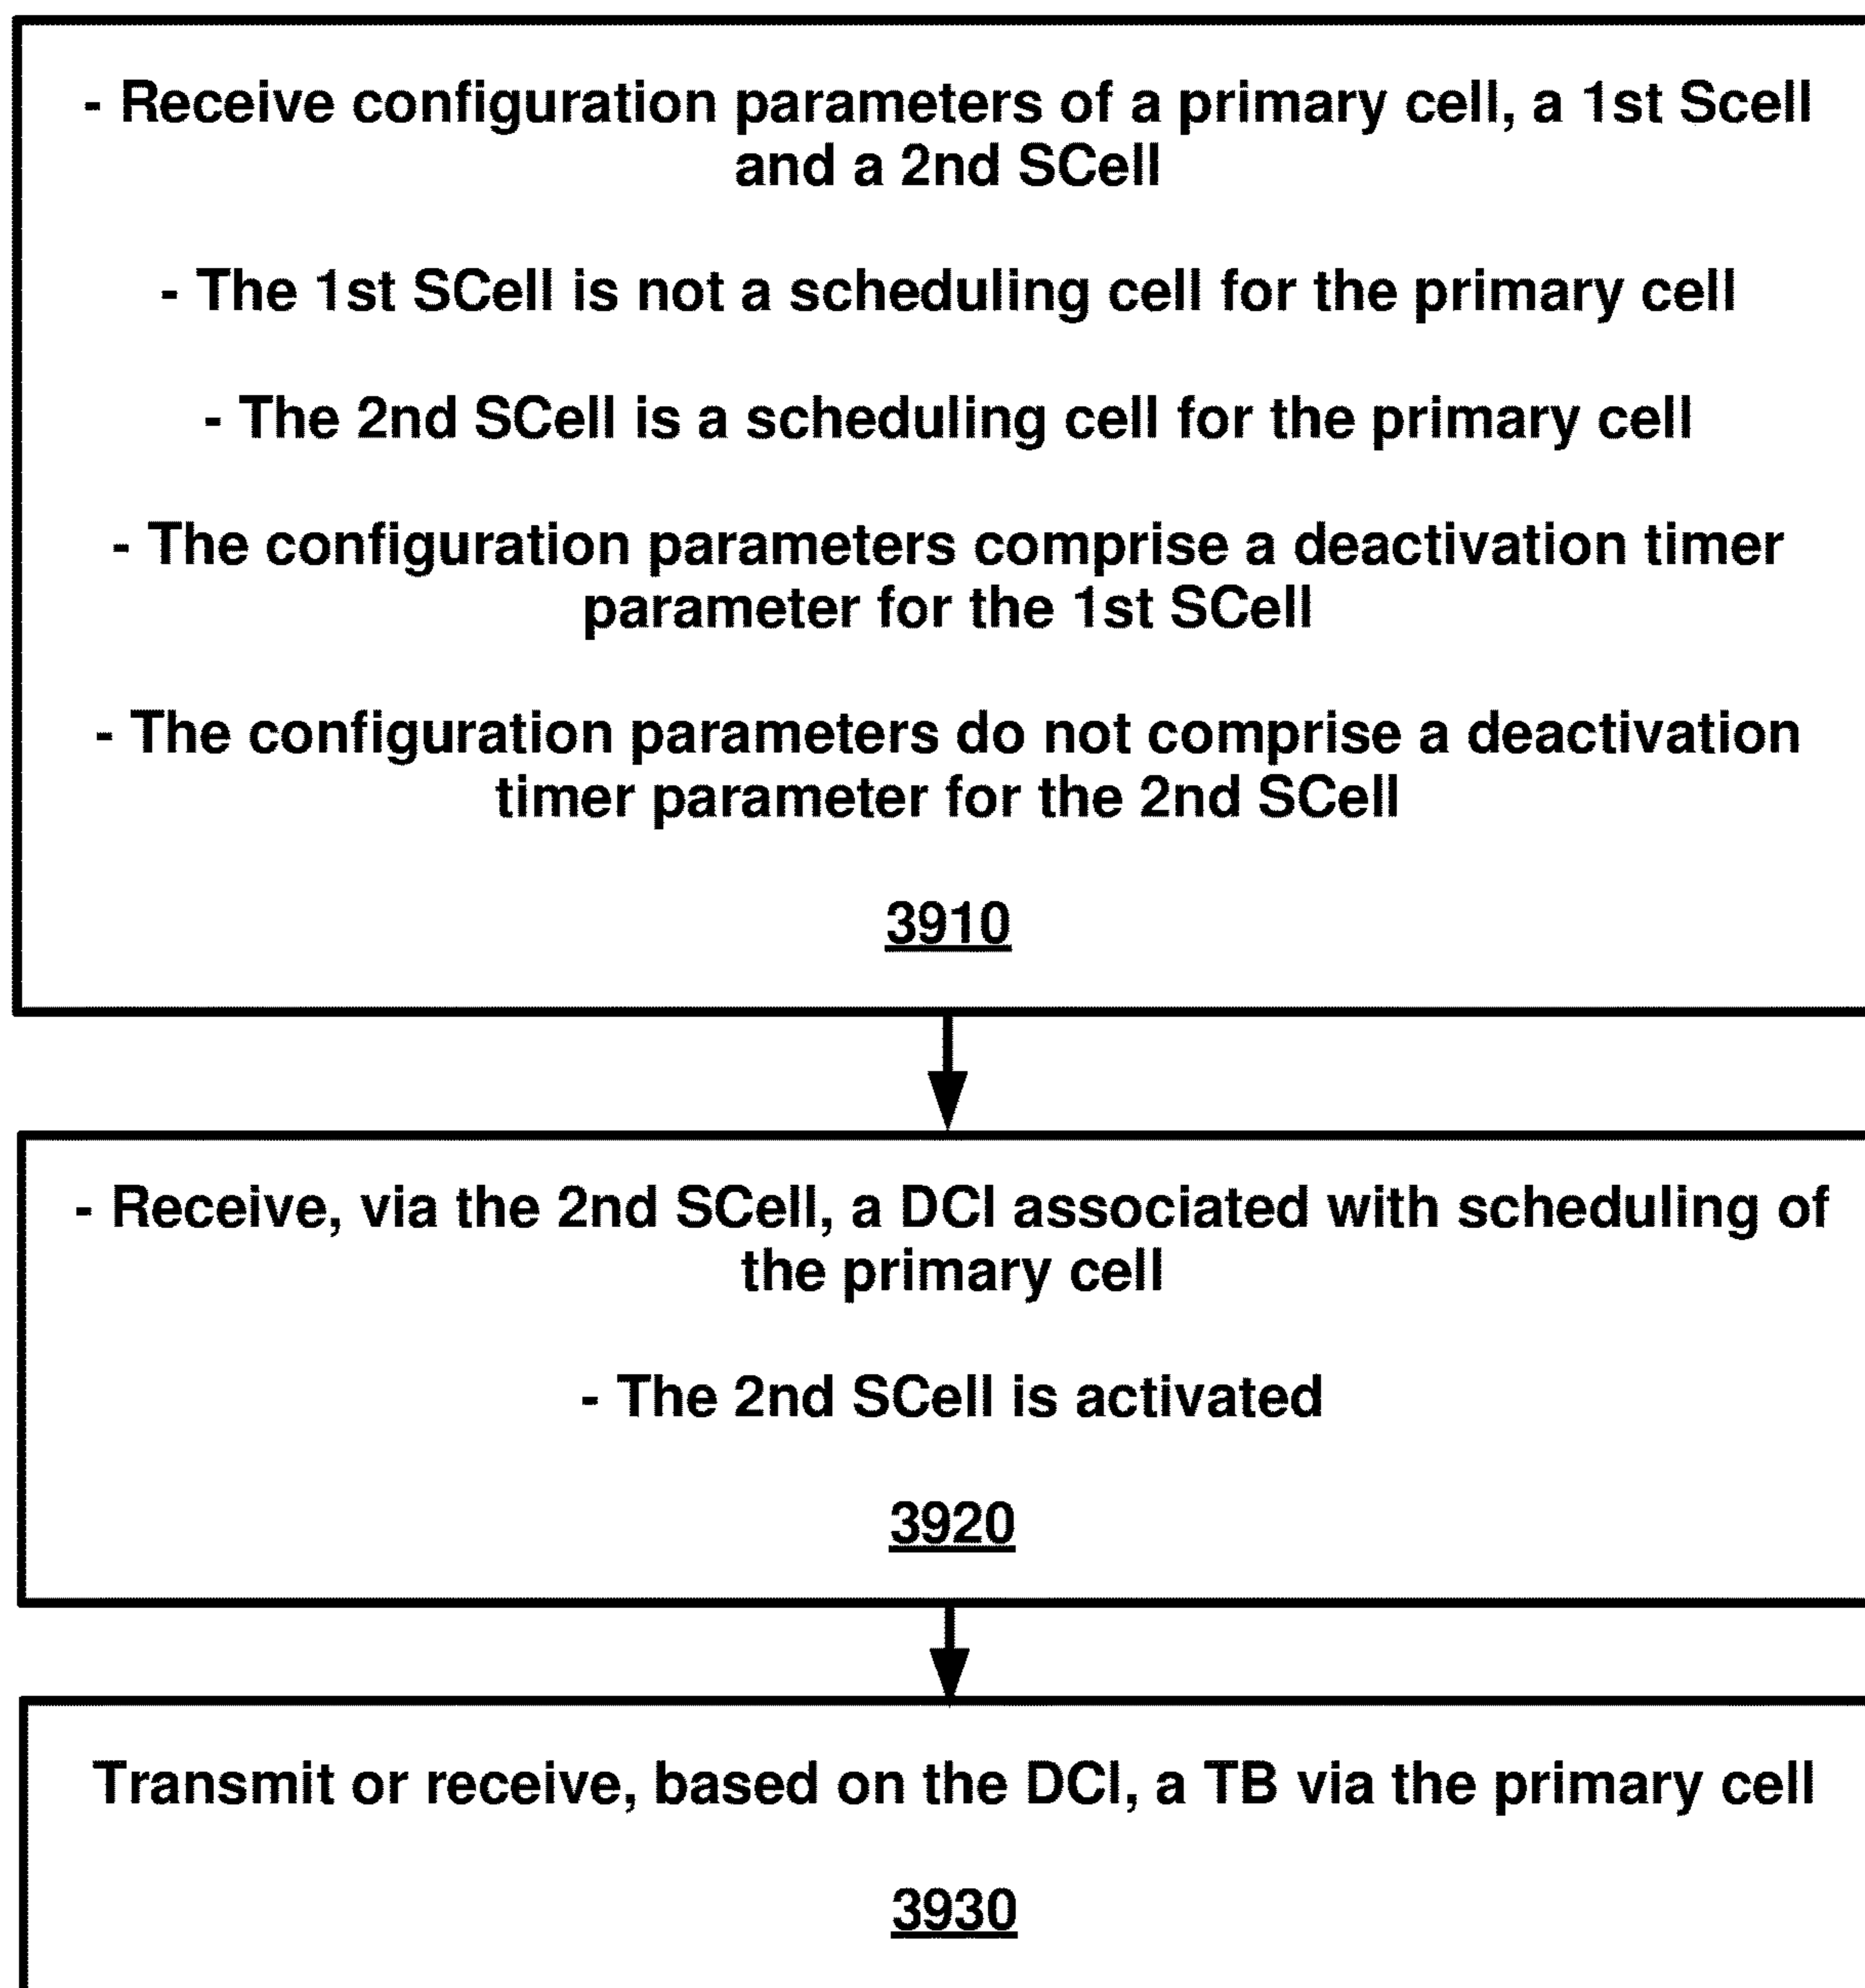 - Receive configuration parameters of a primary cell, a 1st Scell
and a 2nd SCell
- The 1st SCell is not a scheduling cell for the primary cell
- The 2nd SCell is a scheduling cell for the primary cell
- The configuration parameters comprise a deactivation timer
parameter for the 1st SCell
- The configuration parameters do not comprise a deactivation
timer parameter for the 2nd SCell
3910
- Receive, via the 2nd SCell, a DCI associated with scheduling of
the primary cell
- The 2nd SCell is activated
3920
Transmit or receive, based on the DCI, a TB via the primary cell
3930